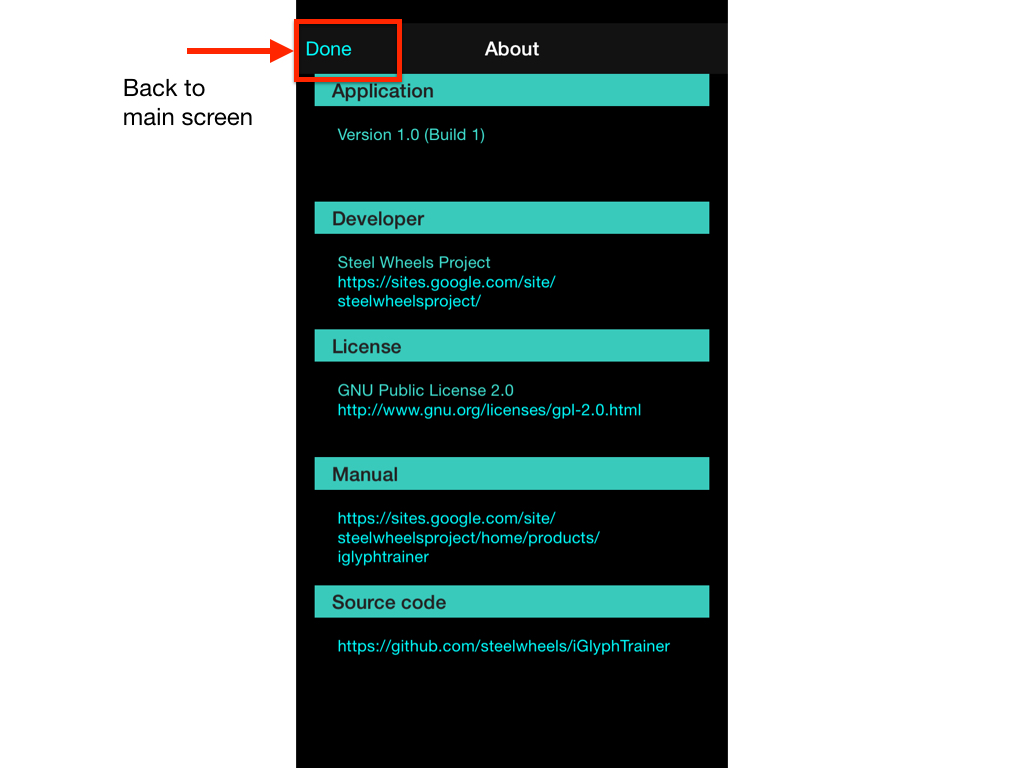 Done
About
Back to
main screen
Application
Version 1.0 (Build 1)
Developer
Steel Wheels Project
https://sites.google.com/site/
steelwheelsproject/
License
GNU Public License 2.0
http://www.gnu.org/licenses/gpl-2.0.html
Manual
https://sites.google.com/site/
steelwheelsproject/home/products/
iglyphtrainer
Source code
https://github.com/steelwheels/iGlyphTrainer